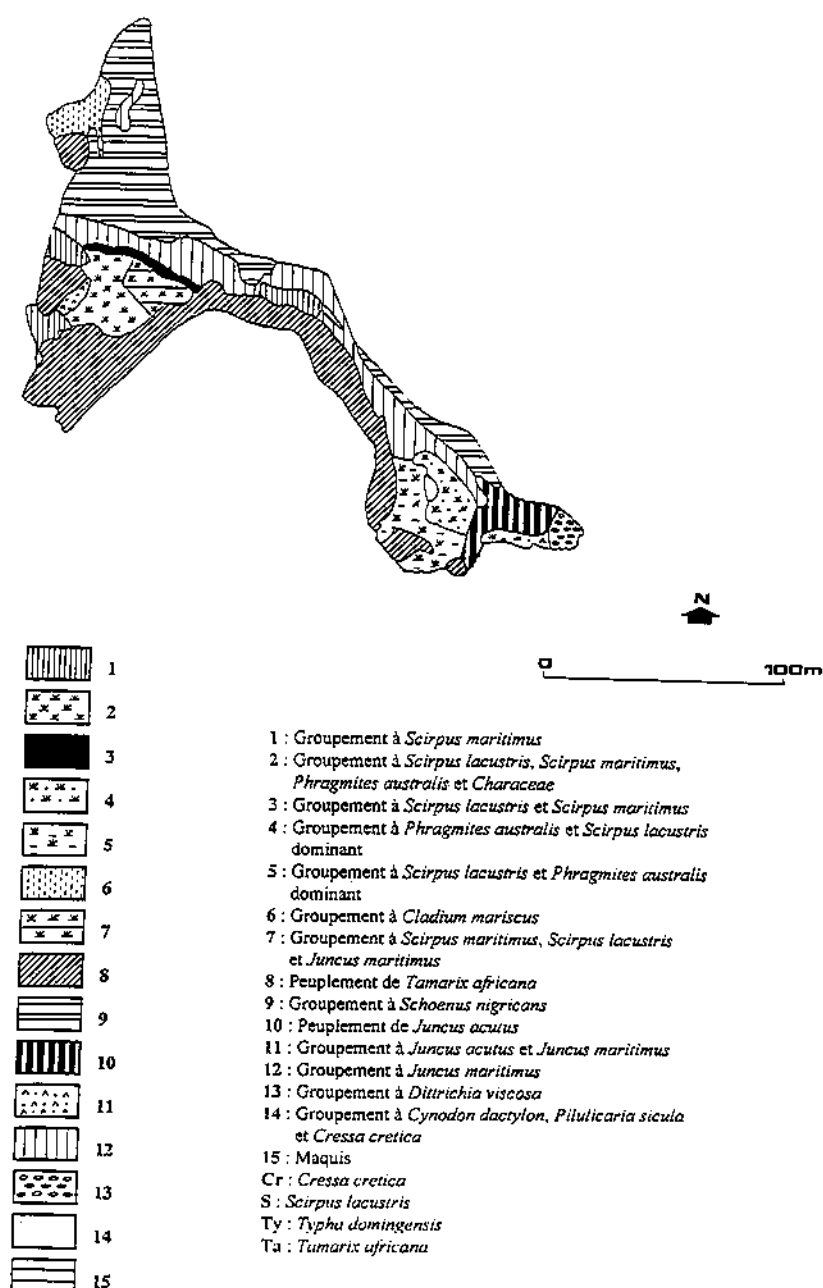 N
0 100m
1
2
3
4
5
6
7
8
9
10
11
12
13
14
15
1 : Groupement à Scirpus maritimus
2 : Groupement à Scirpus lacustris, Scirpus maritimus,
Phragmites australis et Characeae
3 : Groupement à Scirpus lacustris et Scirpus maritimus
4 : Groupement à Phragmites australis et Scirpus lacustris
dominant
5 : Groupement à Scirpus lacustris et Phragmites australis
dominant
6 : Groupement à Cladium mariscus
7 : Groupement à Scirpus maritimus, Scirpus lacustris
et Juncus maritimus
8 : Peuplement de Tamarix africana
9 : Groupement à Schoenus nigricans
10 : Peuplement de Juncus acutus
11 : Groupement à Juncus acutus et Juncus maritimus
12 : Groupement à Juncus maritimus
13 : Groupement à Dittrichia viscosa
14 : Groupement à Cynodon dactylon, Pilulicaria sicula
et Cressa cretica
15 : Maquis
Cr : Cressa cretica
S : Scirpus lacustris
Ty : Typha domingensis
Ta : Tamarix africana